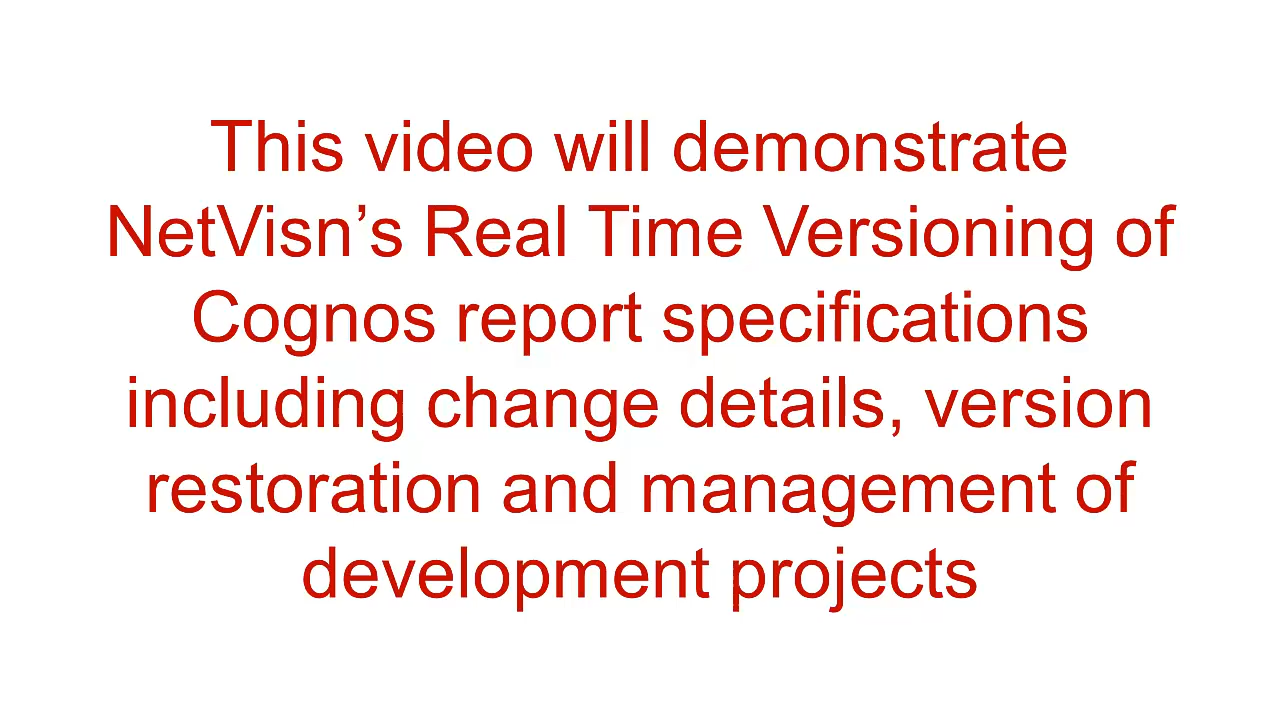 This video will demonstrate
NetVisn’s Real Time Versioning of
Cognos report specifications
including change details, version
restoration and management of
development projects